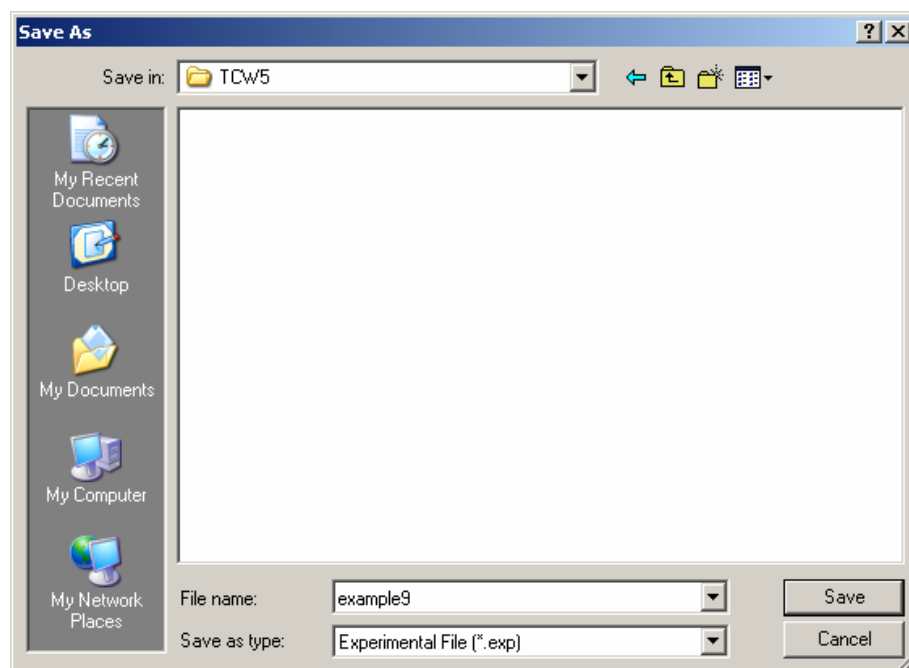 Save As
Save in: TCW5
My Recent
Documents
Desktop
My Documents
My Computer
My Network
Places
File name: example9 Save
Save as type: Experimental File (*.exp) Cancel